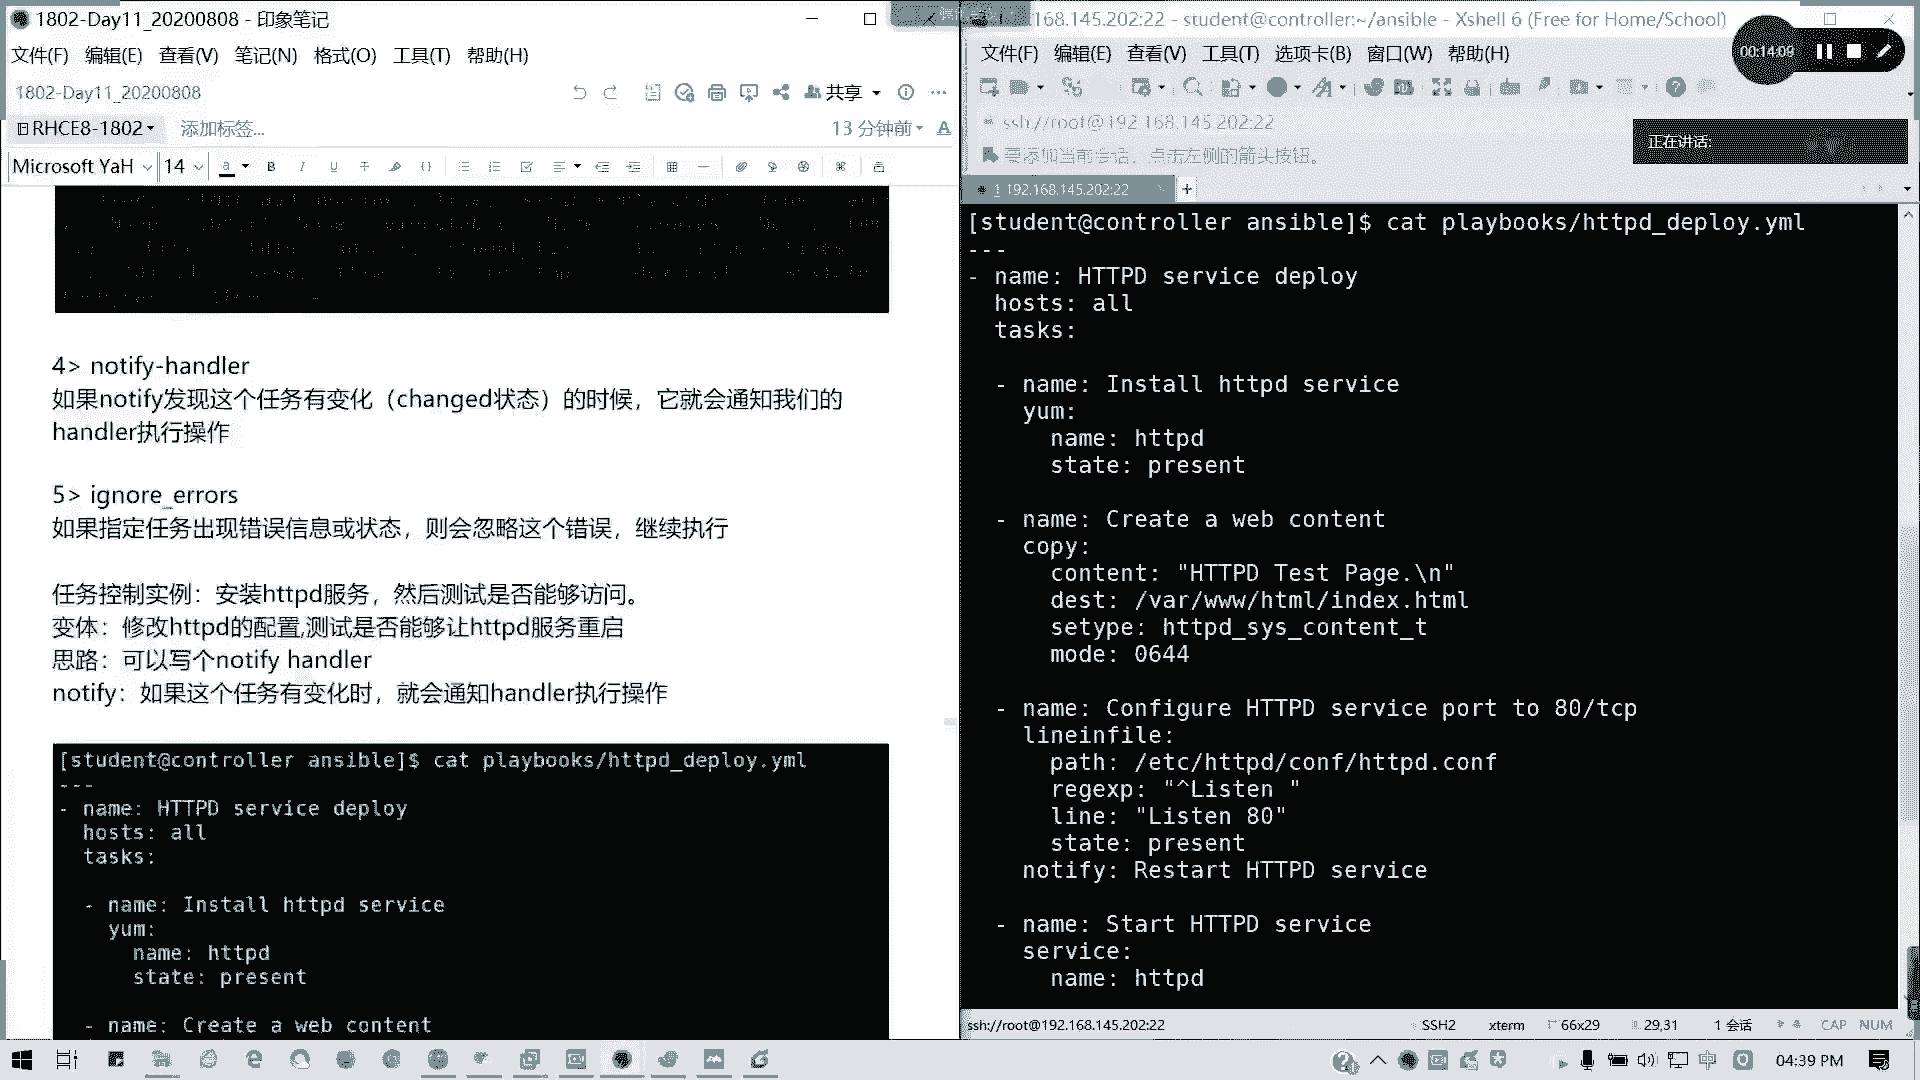 1802-Day11_20200808 - 印象笔记
文件(F) 编辑(E) 查看(V) 笔记(N) 格式(O) 工具(T) 帮助(H)
1802-Day11_20200808
共享
RHCE8-1802
添加标签...
13 分钟前
Microsoft YaH
14
4> notify-handler
如果notify发现这个任务有变化（changed状态）的时候，它就会通知我们的
handler执行操作
5> ignore_errors
如果指定任务出现错误信息或状态，则会忽略这个错误，继续执行
任务控制实例：安装httpd服务，然后测试是否能够访问。
变体：修改httpd的配置,测试是否能够让httpd服务重启
思路：可以写个notify handler
notify：如果这个任务有变化时，就会通知handler执行操作
[student@controller ansible]$ cat playbooks/httpd_deploy.yml
---
- name: HTTPD service deploy
hosts: all
tasks:
- name: Install httpd service
yum:
name: httpd
state: present
- name: Create a web content
168.145.202:22 - student@controller:~/ansible - Xshell 6 (Free for Home/School)
文件(F) 编辑(E) 查看(V) 工具(T) 选项卡(B) 窗口(W) 帮助(H)
00:14:09
ssh://root@192.168.145.202:22
要添加当前会话，点击左侧的箭头按钮。
正在讲话:
1 192.168.145.202:22
[student@controller ansible]$ cat playbooks/httpd_deploy.yml
---
- name: HTTPD service deploy
hosts: all
tasks:
- name: Install httpd service
yum:
name: httpd
state: present
- name: Create a web content
copy:
content: "HTTPD Test Page.\n"
dest: /var/www/html/index.html
setype: httpd_sys_content_t
mode: 0644
- name: Configure HTTPD service port to 80/tcp
lineinfile:
path: /etc/httpd/conf/httpd.conf
regexp: "^Listen "
line: "Listen 80"
state: present
notify: Restart HTTPD service
- name: Start HTTPD service
service:
name: httpd
ssh://root@192.168.145.202:22
SSH2
xterm
66x29
29,31
1 会话
CAP NUM
中
04:39 PM